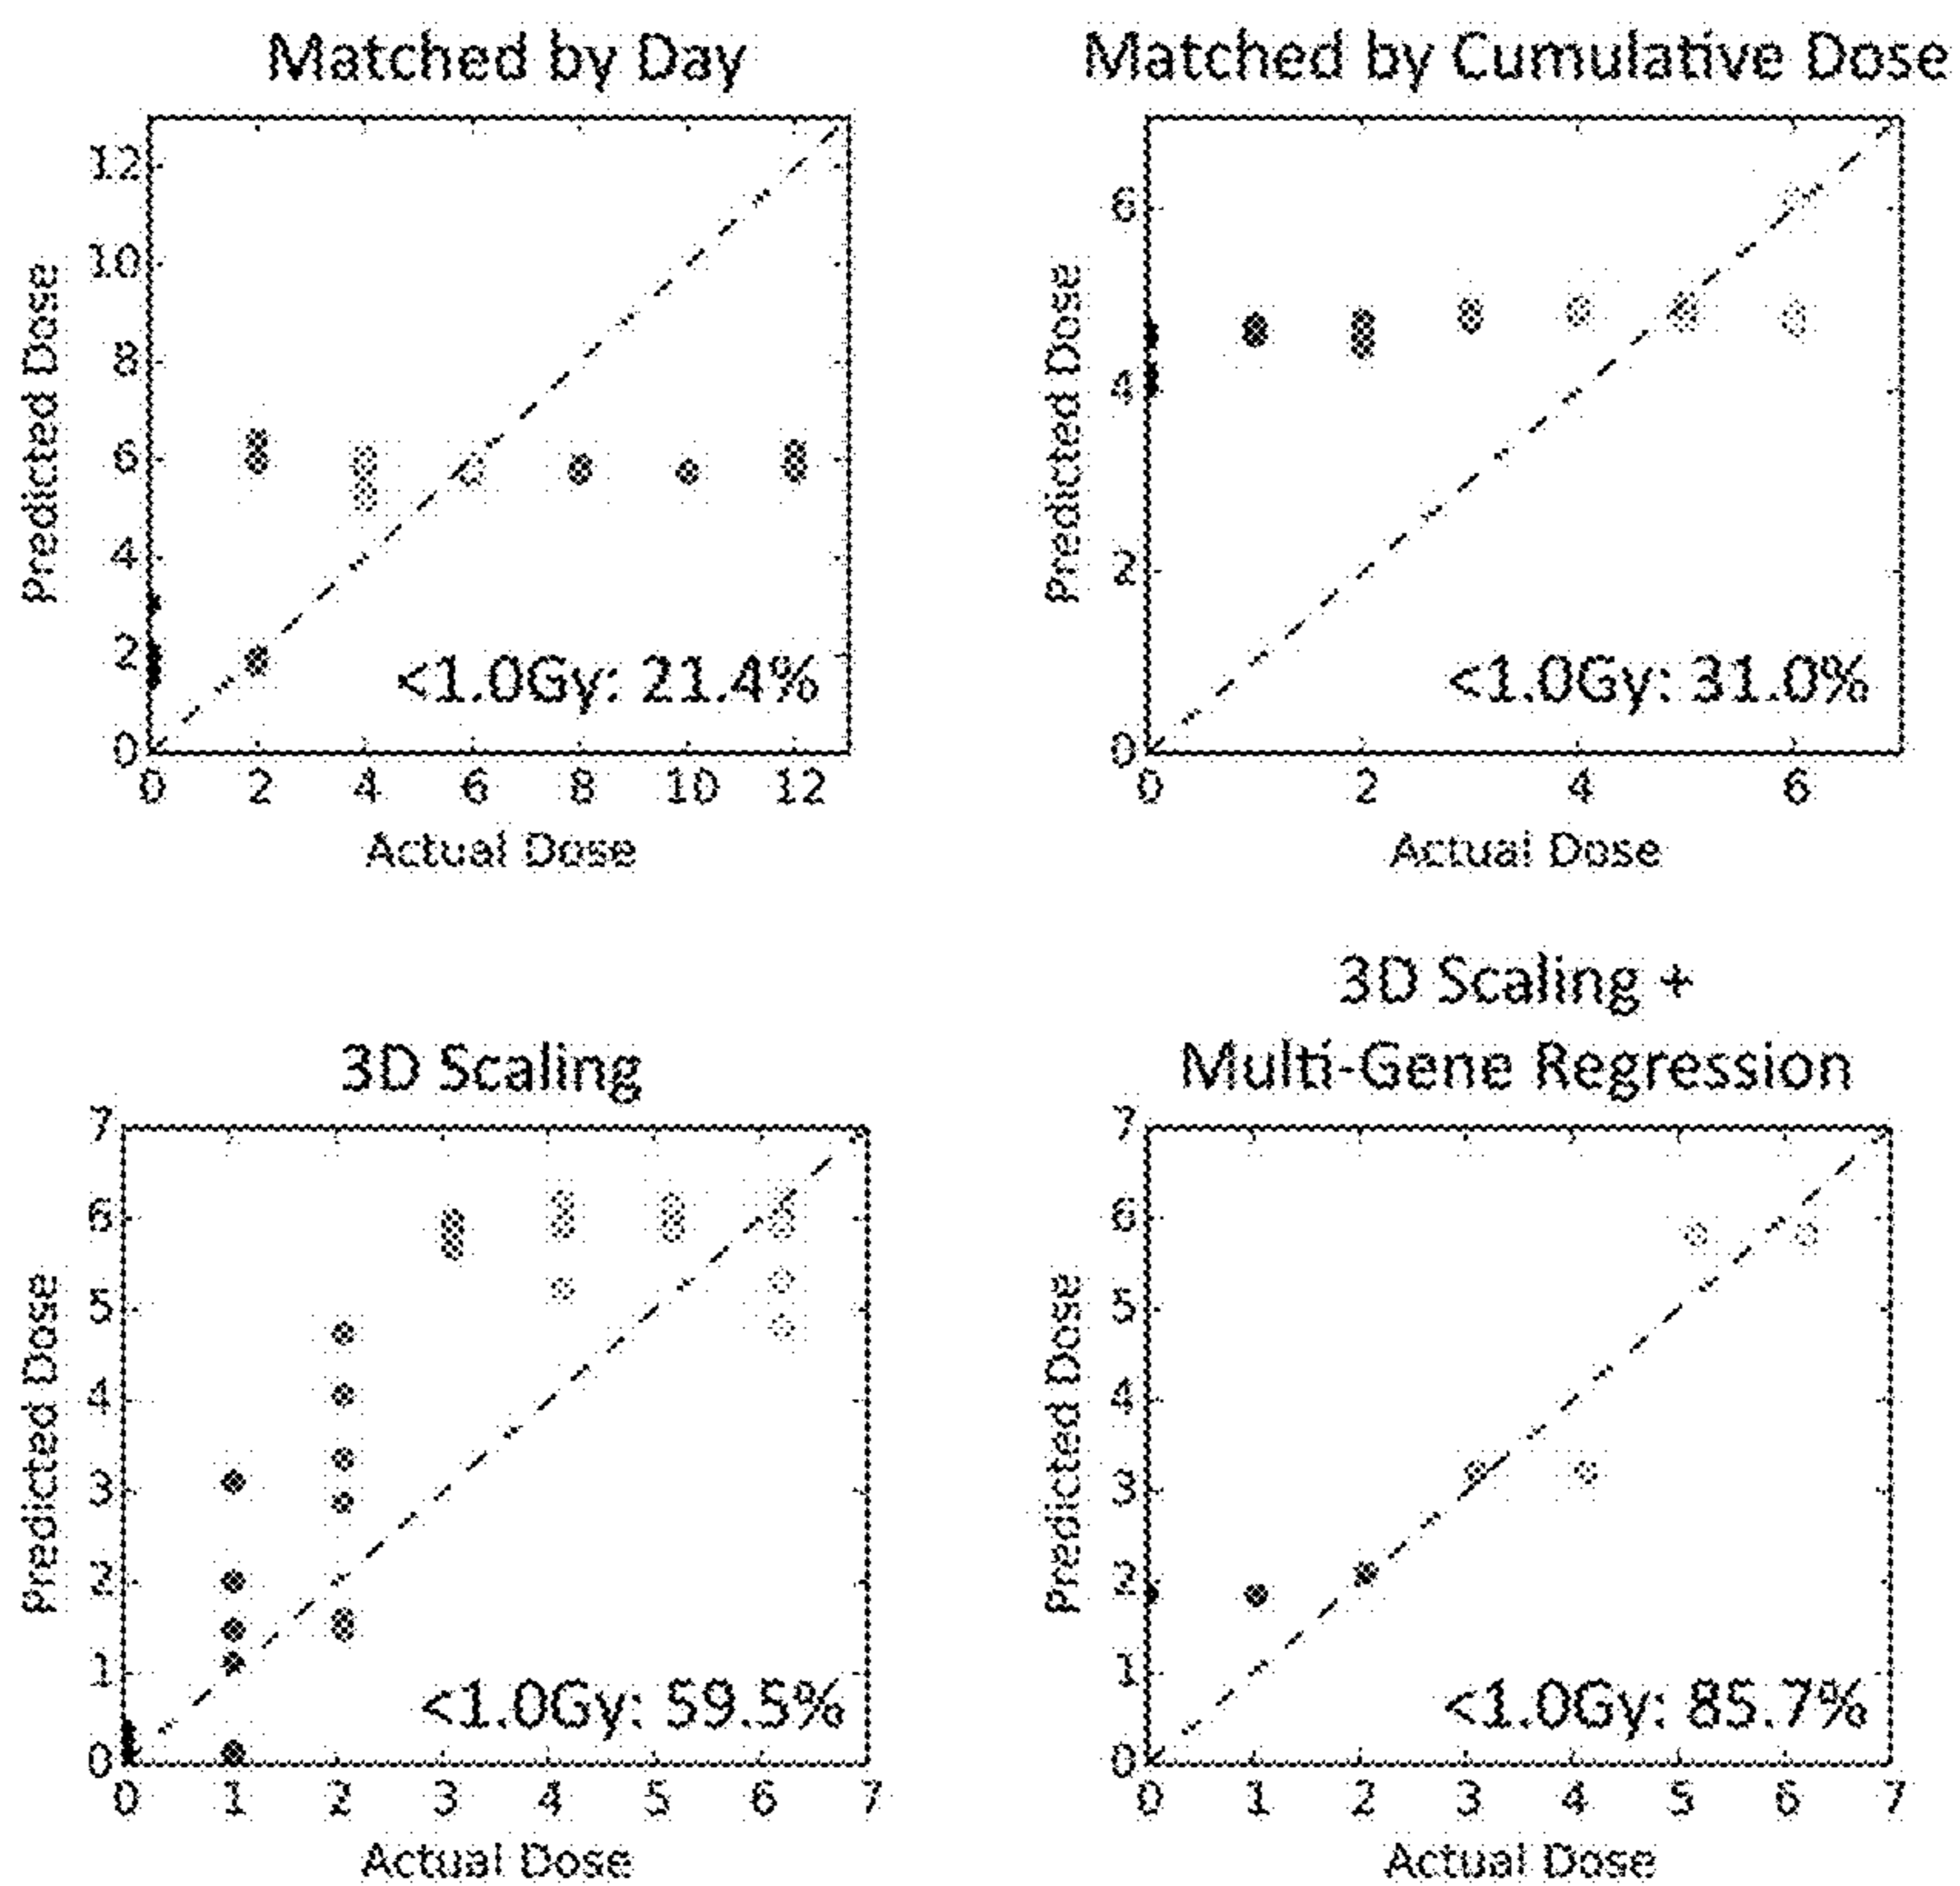 Matched by Day
12
10
8
6
4
2
0
0 2 4 6 8 10 12
Predicted Dose
Actual Dose
<1.0Gy: 21.4%
Matched by Cumulative Dose
6
4
2
0
0 2 4 6
Predicted Dose
Actual Dose
<1.0Gy: 31.0%
3D Scaling
7
6
5
4
3
2
1
0
0 1 2 3 4 5 6 7
Predicted Dose
Actual Dose
<1.0Gy: 59.5%
3D Scaling +
Multi-Gene Regression
7
6
5
4
3
2
1
0
0 1 2 3 4 5 6 7
Predicted Dose
Actual Dose
<1.0Gy: 85.7%